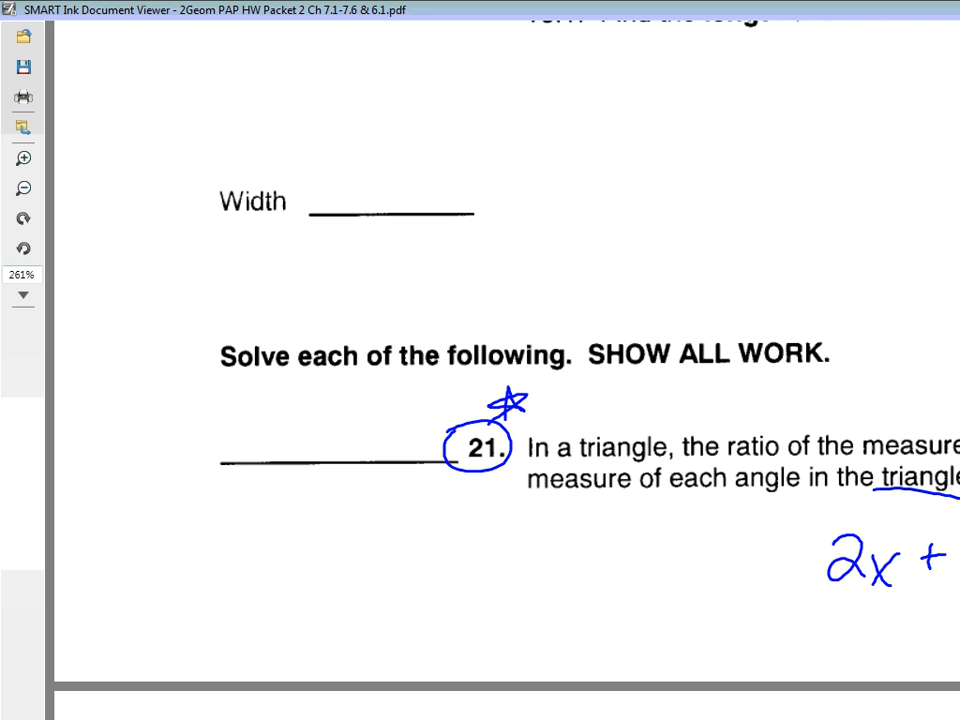 SMART Ink Document Viewer - 2Geom PAP HW Packet 2 Ch 7.1-7.6 & 6.1.pdf
Width
261%
Solve each of the following. SHOW ALL WORK.
21. In a triangle, the ratio of the measure
measure of each angle in the triangle
2x +